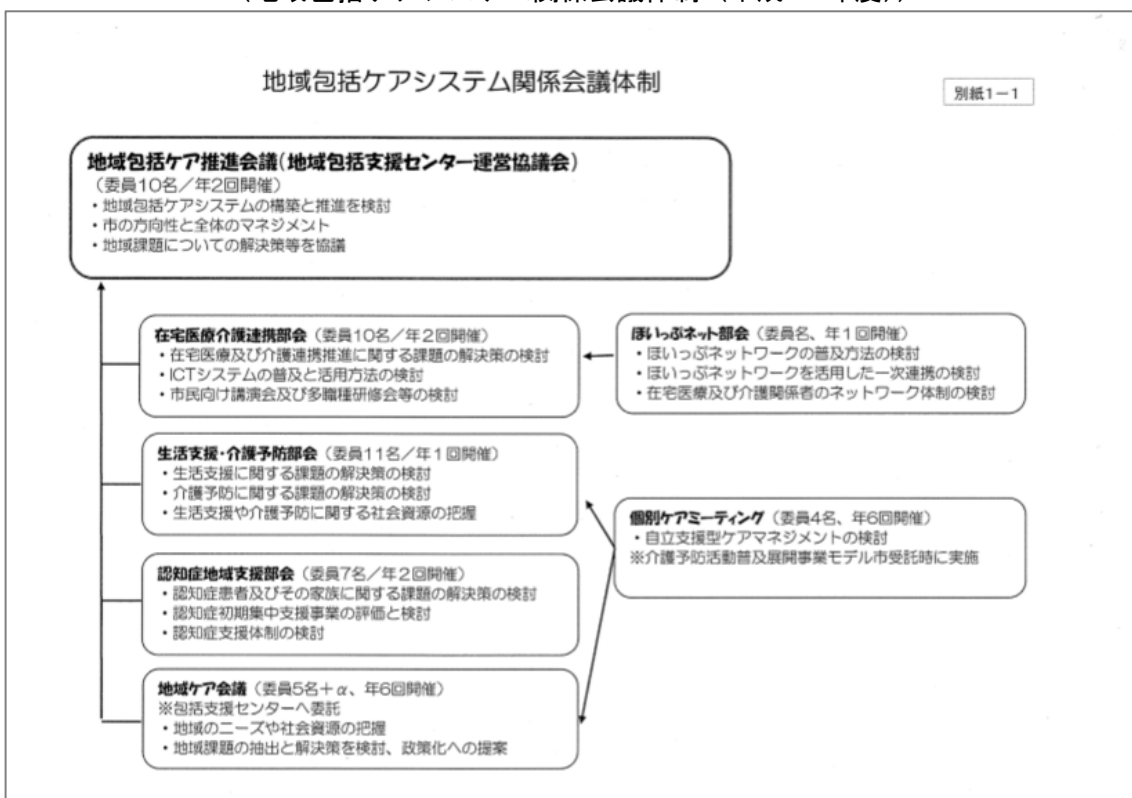 地域包括ケアシステム関係会議体制
別紙1－1
地域包括ケア推進会議（地域包括支援センター運営協議会）
（委員10名／年2回開催）
・地域包括ケアシステムの構築と推進を検討
・市の方向性と全体のマネジメント
・地域課題についての解決策等を協議
在宅医療介護連携部会（委員10名／年2回開催）
・在宅医療及び介護連携推進に関する課題の解決策の検討
・ICTシステムの普及と活用方法の検討
・市民向け講演会及び多職種研修会等の検討
ほいっぷネット部会（委員名、年1回開催）
・ほいっぷネットワークの普及方法の検討
・ほいっぷネットワークを活用した一次連携の検討
・在宅医療及び介護関係者のネットワーク体制の検討
生活支援・介護予防部会（委員11名／年1回開催）
・生活支援に関する課題の解決策の検討
・介護予防に関する課題の解決策の検討
・生活支援や介護予防に関する社会資源の把握
個別ケアミーティング（委員4名、年6回開催）
・自立支援型ケアマネジメントの検討
※介護予防活動普及展開事業モデル市受託時に実施
認知症地域支援部会（委員7名／年2回開催）
・認知症患者及びその家族に関する課題の解決策の検討
・認知症初期集中支援事業の評価と検討
・認知症支援体制の検討
地域ケア会議（委員5名＋α、年6回開催）
※包括支援センターへ委託
・地域のニーズや社会資源の把握
・地域課題の抽出と解決策を検討、政策化への提案